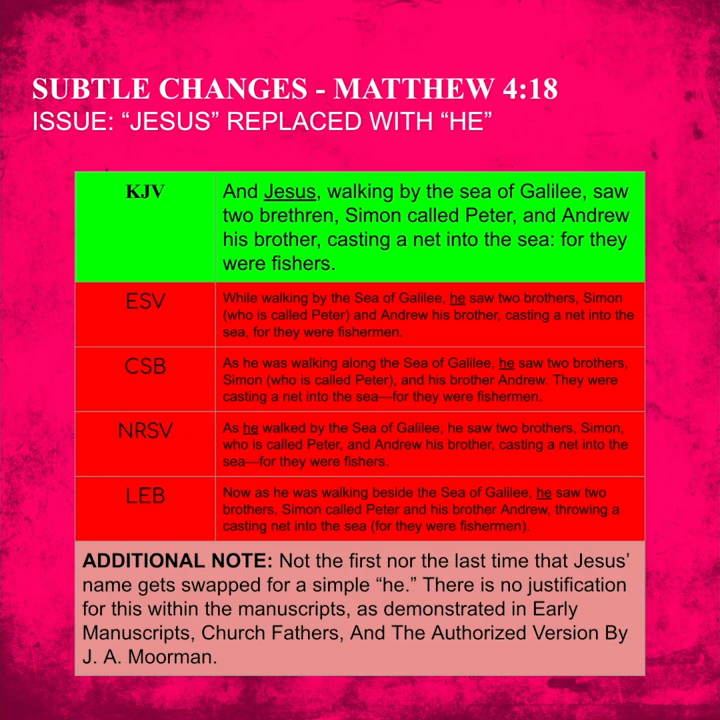 SUBTLE CHANGES - MATTHEW 4:18
ISSUE: “JESUS” REPLACED WITH “HE”
KJV
And Jesus, walking by the sea of Galilee, saw
two brethren, Simon called Peter, and Andrew
his brother, casting a net into the sea: for they
were fishers.
ESV
While walking by the Sea of Galilee, he saw two brothers, Simon
(who is called Peter) and Andrew his brother, casting a net into the
sea, for they were fishermen.
CSB
As he was walking along the Sea of Galilee, he saw two brothers,
Simon (who is called Peter), and his brother Andrew. They were
casting a net into the sea—for they were fishermen.
NRSV
As he walked by the Sea of Galilee, he saw two brothers, Simon,
who is called Peter, and Andrew his brother, casting a net into the
sea—for they were fishers.
LEB
Now as he was walking beside the Sea of Galilee, he saw two
brothers, Simon called Peter and his brother Andrew, throwing a
casting net into the sea (for they were fishermen).
ADDITIONAL NOTE: Not the first nor the last time that Jesus’
name gets swapped for a simple “he.” There is no justification
for this within the manuscripts, as demonstrated in Early
Manuscripts, Church Fathers, And The Authorized Version By
J. A. Moorman.